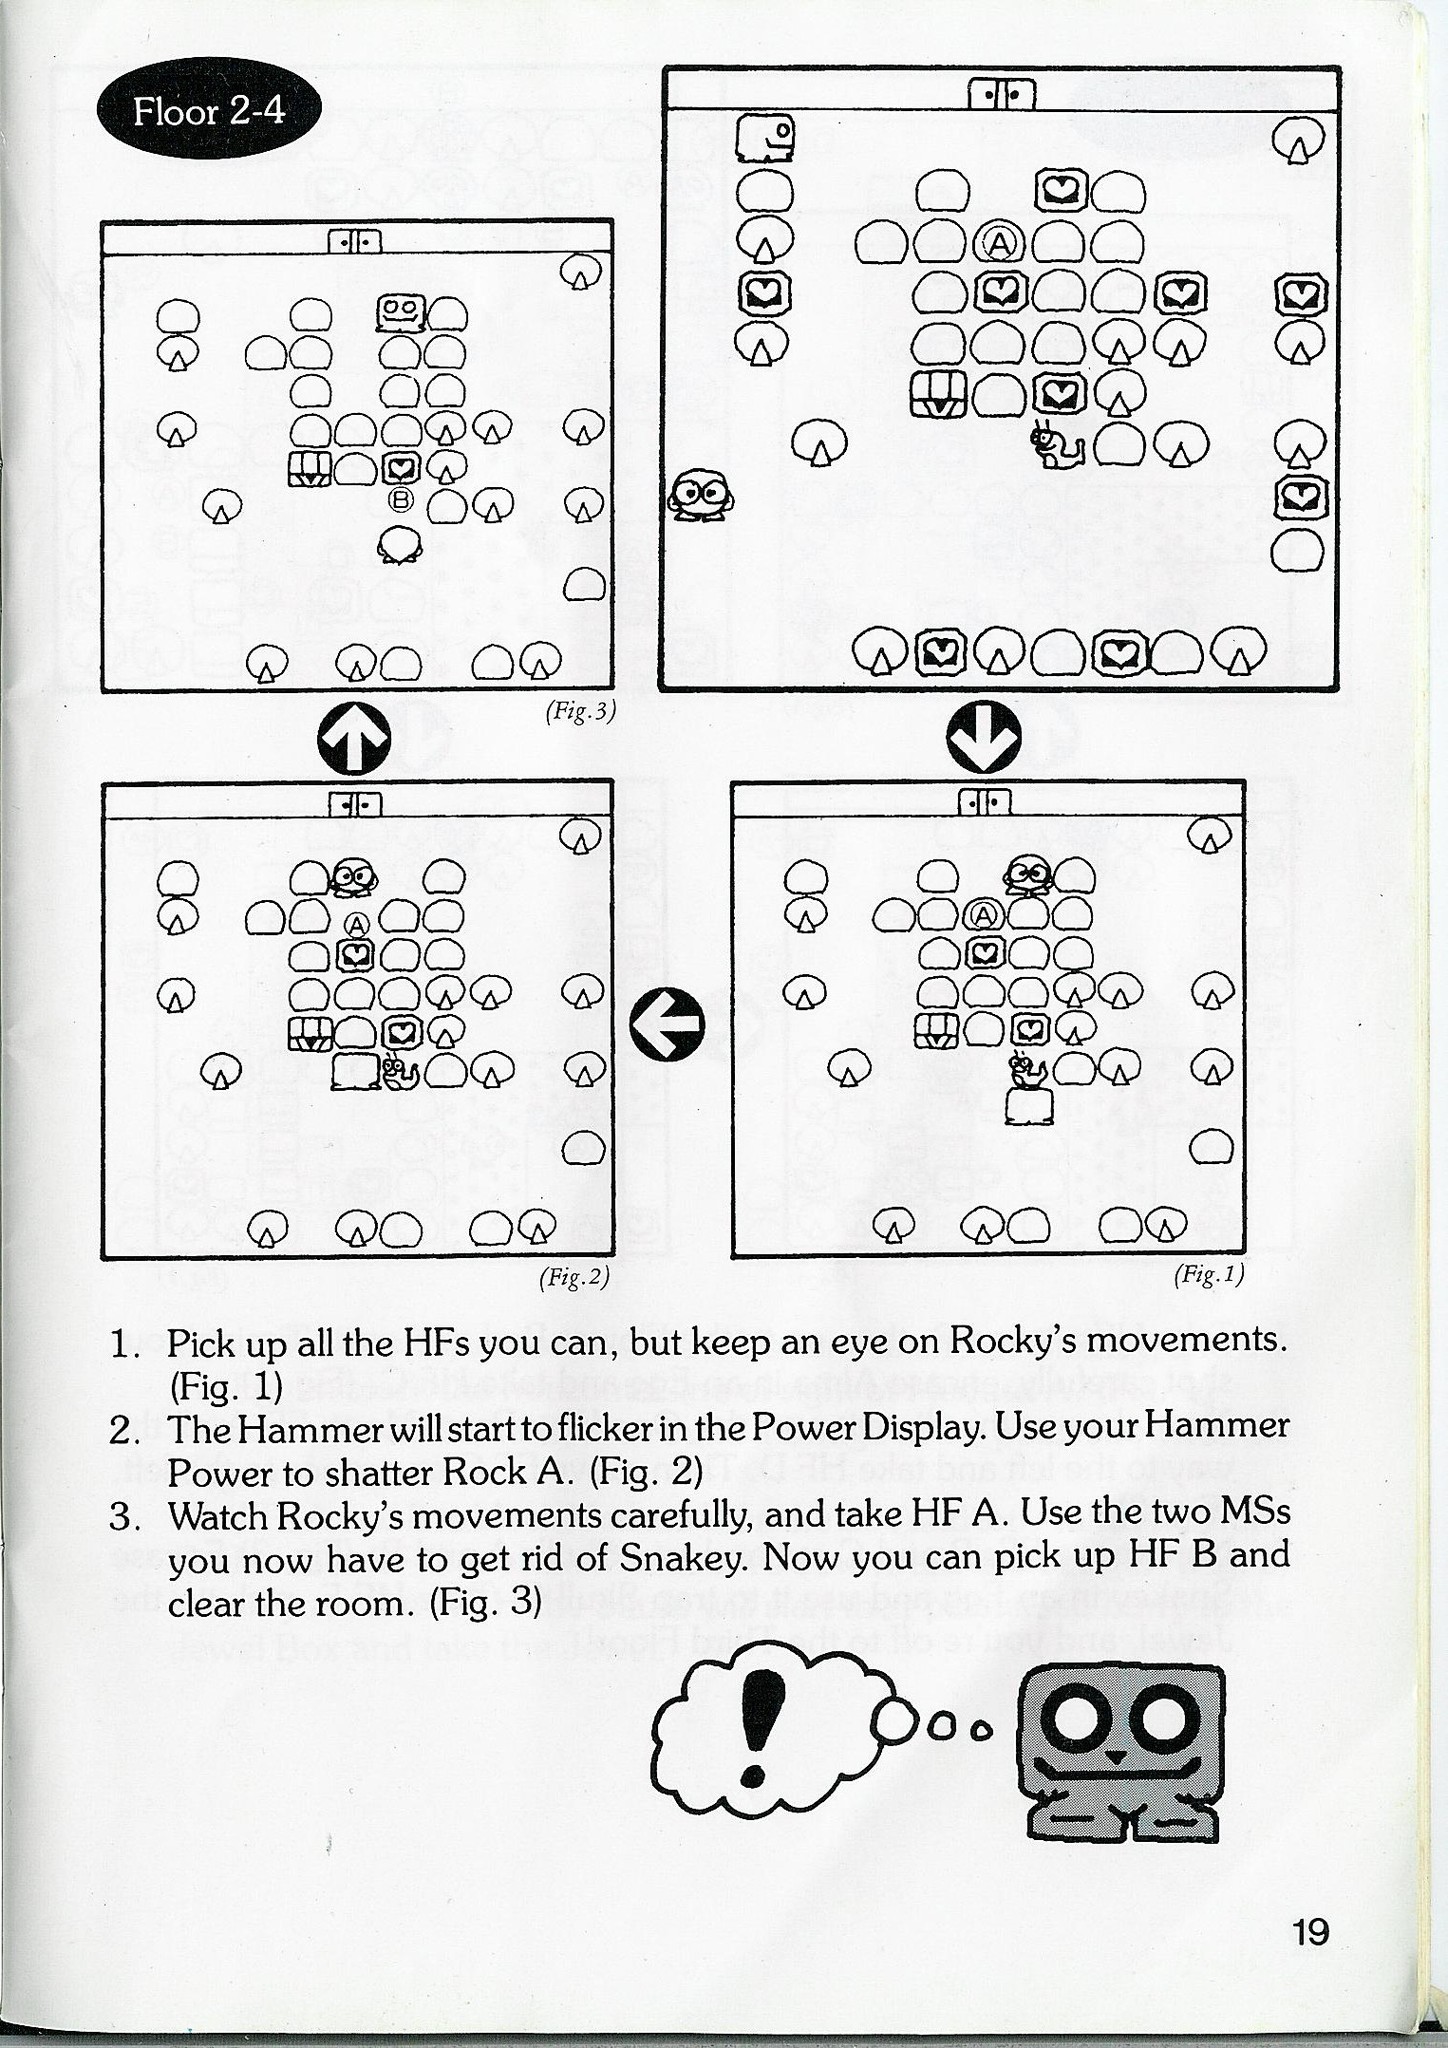 Floor 2-4
A
B
(Fig.3)
A
A
(Fig.2)
(Fig.1)
1. Pick up all the HFs you can, but keep an eye on Rocky's movements.
(Fig. 1)
2. The Hammer will start to flicker in the Power Display. Use your Hammer
Power to shatter Rock A. (Fig. 2)
3. Watch Rocky's movements carefully, and take HF A. Use the two MSs
you now have to get rid of Snakey. Now you can pick up HF B and
clear the room. (Fig. 3)
!
19